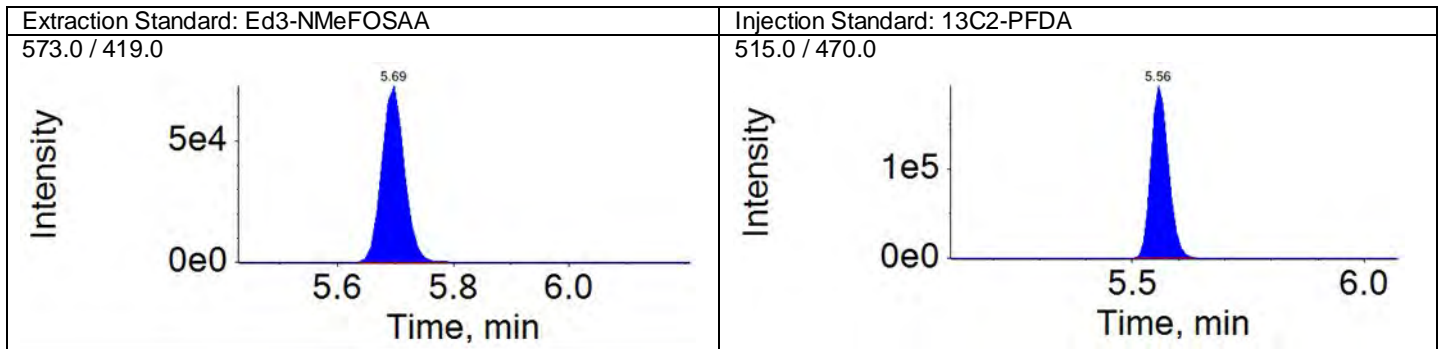 Extraction Standard: Ed3-NMeFOSAA
573.0 / 419.0
5.69
Intensity
5e4
0e0
5.6 5.8 6.0
Time, min
Injection Standard: 13C2-PFDA
515.0 / 470.0
5.56
Intensity
1e5
0e0
5.5 6.0
Time, min